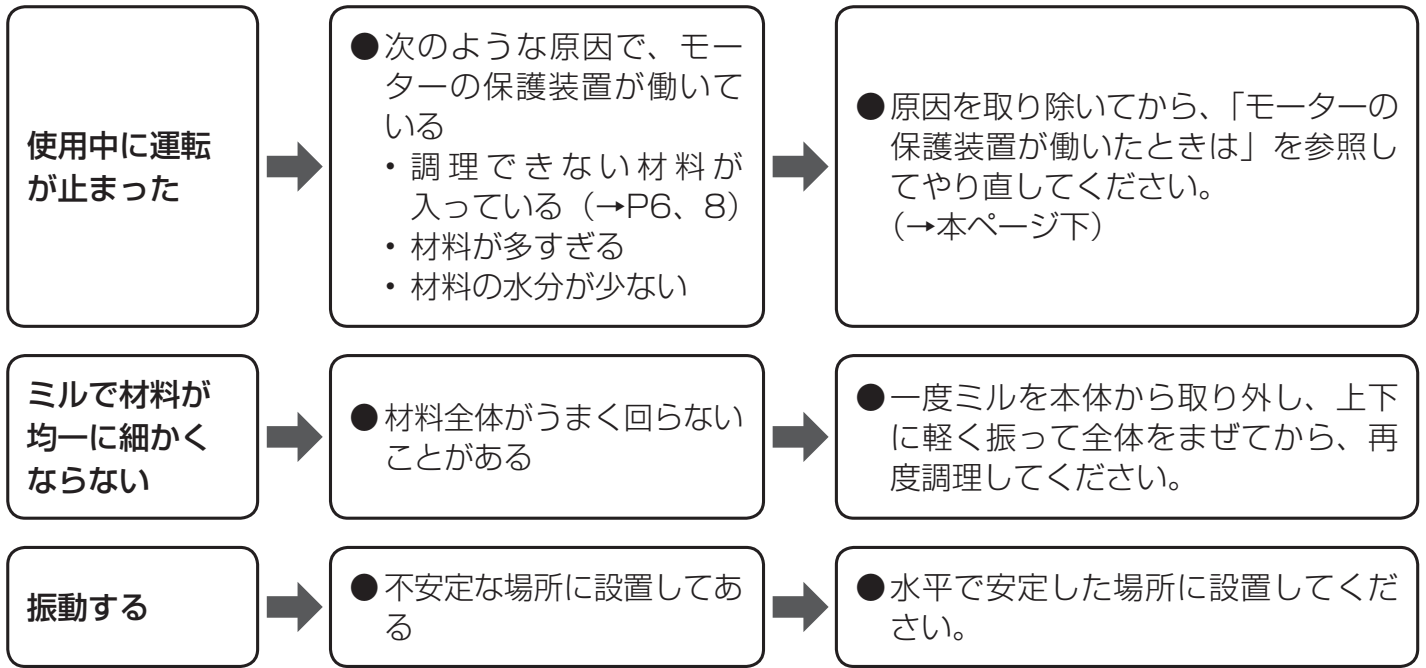 使用中に運転
が止まった
●次のような原因で、モー
ターの保護装置が働いて
いる
・調理できない材料が
入っている（→P6、8）
・材料が多すぎる
・材料の水分が少ない
●原因を取り除いてから、「モーターの
保護装置が働いたときは」を参照し
てやり直してください。
（→本ページ下）
ミルで材料が
均一に細かく
ならない
●材料全体がうまく回らない
ことがある
●一度ミルを本体から取り外し、上下
に軽く振って全体をまぜてから、再
度調理してください。
振動する
●不安定な場所に設置してあ
る
●水平で安定した場所に設置してくだ
さい。